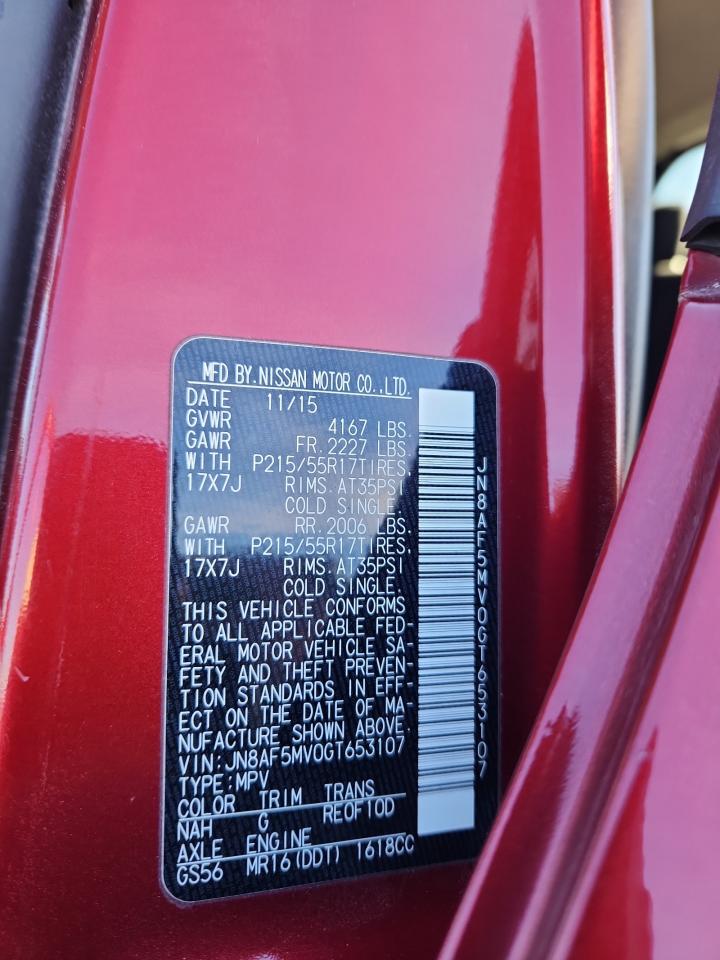 MFD BY.NISSAN MOTOR CO.,LTD.
DATE 11/15
GVWR 4167 LBS.
GAWR FR.2227 LBS.
WITH P215/55R17TIRES,
17X7J RIMS.AT35PSI
COLD SINGLE.
GAWR RR.2006 LBS.
WITH P215/55R17TIRES,
17X7J RIMS.AT35PSI
COLD SINGLE.
THIS VEHICLE CONFORMS
TO ALL APPLICABLE FED-
ERAL MOTOR VEHICLE SA-
FETY AND THEFT PREVEN-
TION STANDARDS IN EFF-
ECT ON THE DATE OF MA-
NUFACTURE SHOWN ABOVE.
VIN:JN8AF5MV0GT653107
TYPE:MPV
COLOR TRIM TRANS
NAH G RE0F10D
AXLE ENGINE
GS56 MR16(DDT) 1618CC
JN8AF5MV0GT653107